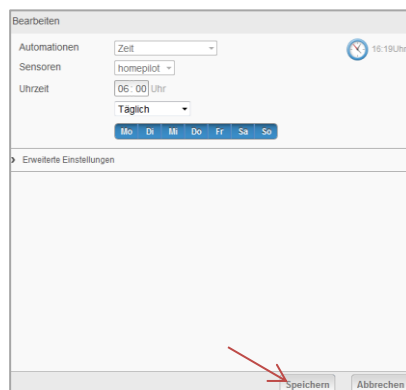 Bearbeiten
Automationen Zeit 16:19Uhr
Sensoren homepilot
Uhrzeit 06:00 Uhr
Täglich
Mo Di Mi Do Fr Sa So
Erweiterte Einstellungen
Speichern Abbrechen